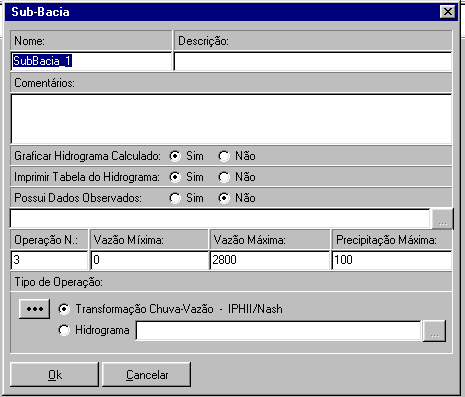 Sub-Bacia
Nome: Descrição:
SubBacia_1
Comentários:
Graficar Hidrograma Calculado: Sim Não
Imprimir Tabela do Hidrograma: Sim Não
Possui Dados Observados: Sim Não
...
Operação N.: Vazão Míxima: Vazão Máxima: Precipitação Máxima:
3 0 2800 100
Tipo de Operação:
... Transformação Chuva-Vazão - IPHII/Nash
Hidrograma ...
Ok Cancelar